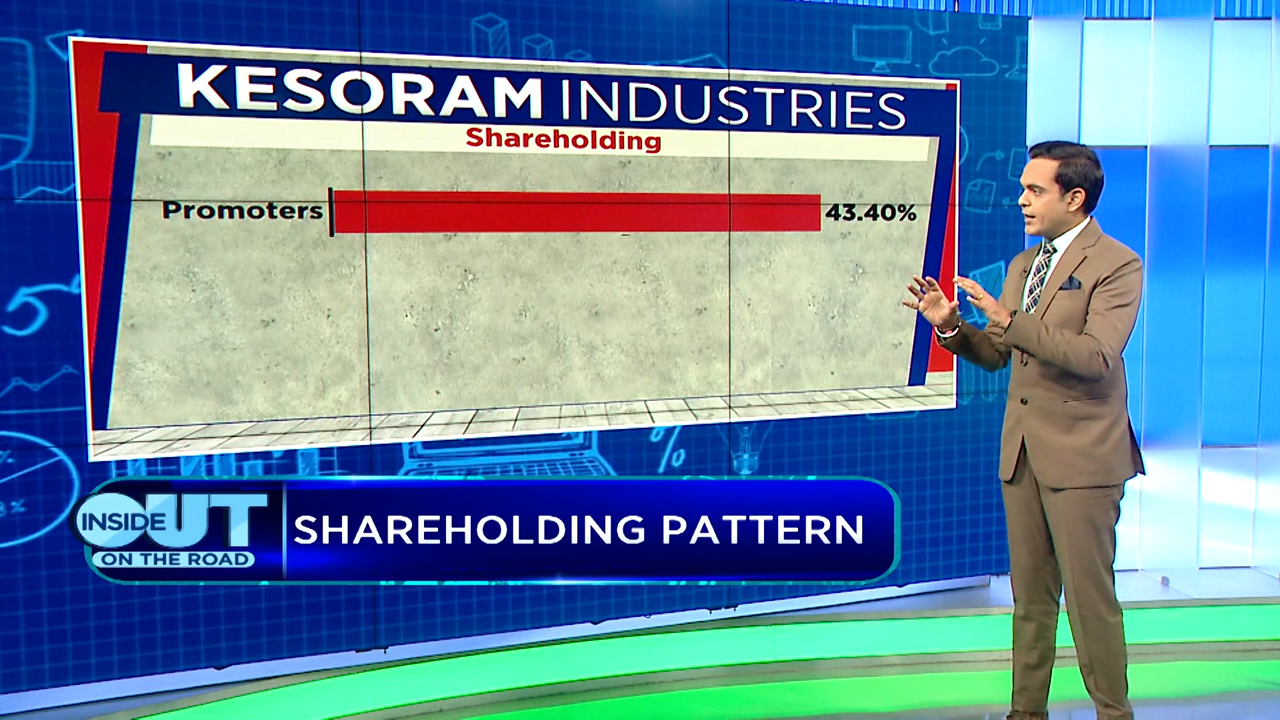 KESORAM INDUSTRIES
Shareholding
Promoters 43.40%
INSIDE OUT
ON THE ROAD
SHAREHOLDING PATTERN
%